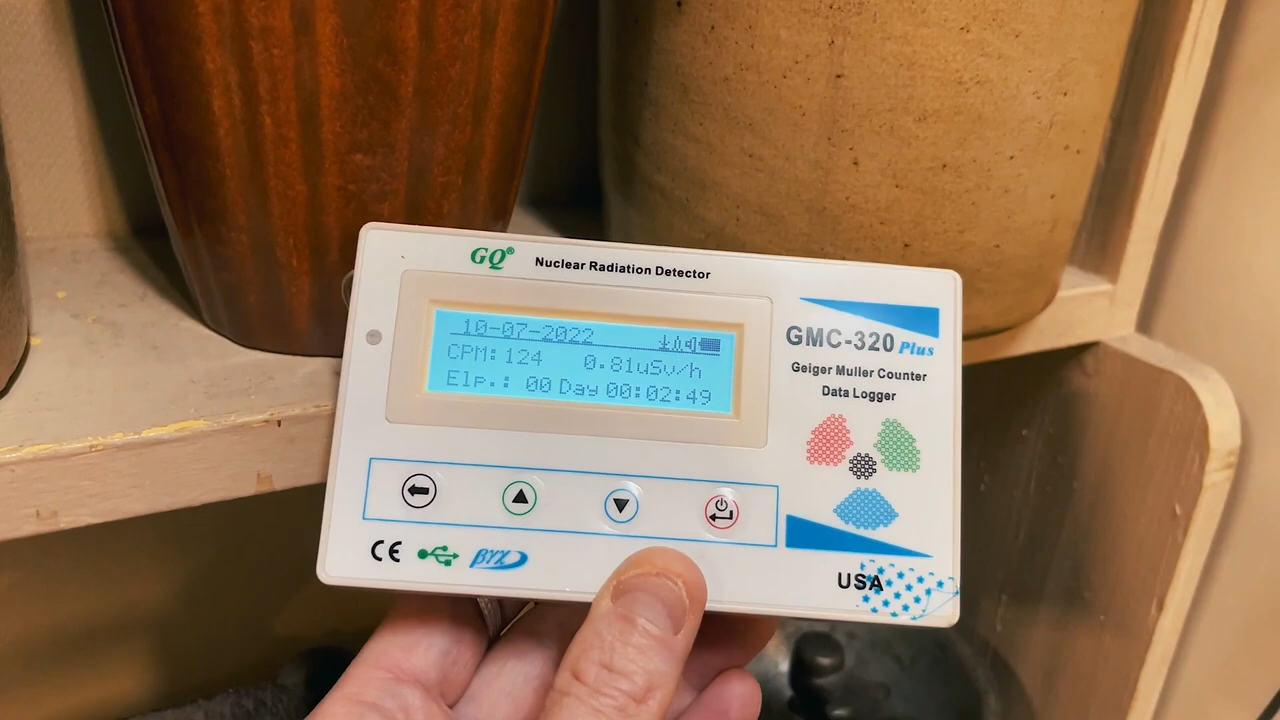 GQ® Nuclear Radiation Detector
10-07-2022
CPM: 124 0.81uSv/h
Elp.: 00 Day 00:02:49
GMC-320 Plus
Geiger Muller Counter
Data Logger
CE βγχ
USA